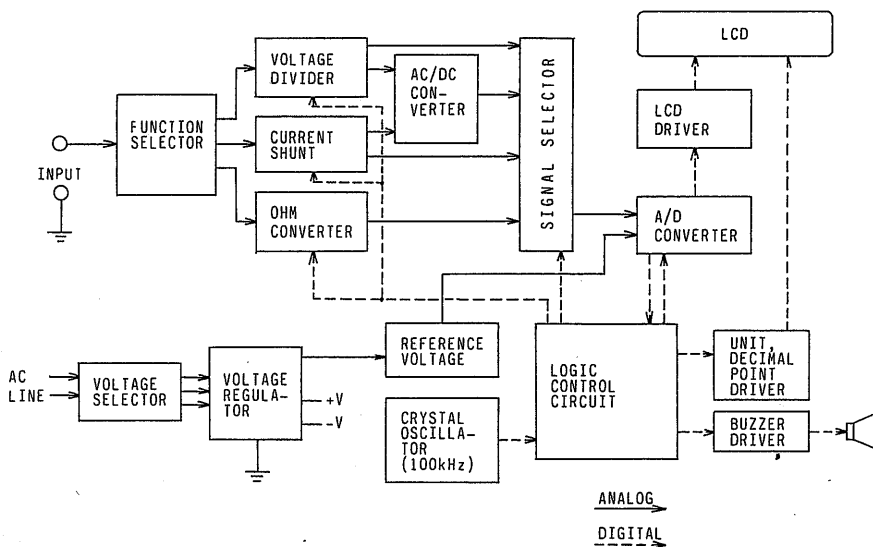 LCD
VOLTAGE
DIVIDER
AC/DC
CON-
VERTER
SIGNAL SELECTOR
LCD
DRIVER
FUNCTION
SELECTOR
CURRENT
SHUNT
INPUT
OHM
CONVERTER
A/D
CONVERTER
REFERENCE
VOLTAGE
LOGIC
CONTROL
CIRCUIT
UNIT,
DECIMAL
POINT
DRIVER
AC
LINE
VOLTAGE
SELECTOR
VOLTAGE
REGULA-
TOR
+V
-V
CRYSTAL
OSCILLA-
TOR
(100kHz)
BUZZER
DRIVER
ANALOG
DIGITAL